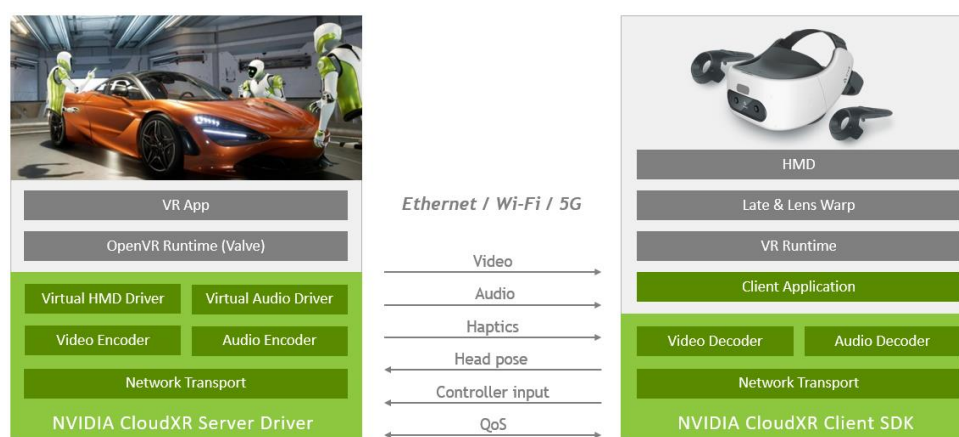 VR App
OpenVR Runtime (Valve)
Virtual HMD Driver
Virtual Audio Driver
Video Encoder
Audio Encoder
Network Transport
NVIDIA CloudXR Server Driver
Ethernet / Wi-Fi / 5G
Video
Audio
Haptics
Head pose
Controller input
QoS
HMD
Late & Lens Warp
VR Runtime
Client Application
Video Decoder
Audio Decoder
Network Transport
NVIDIA CloudXR Client SDK